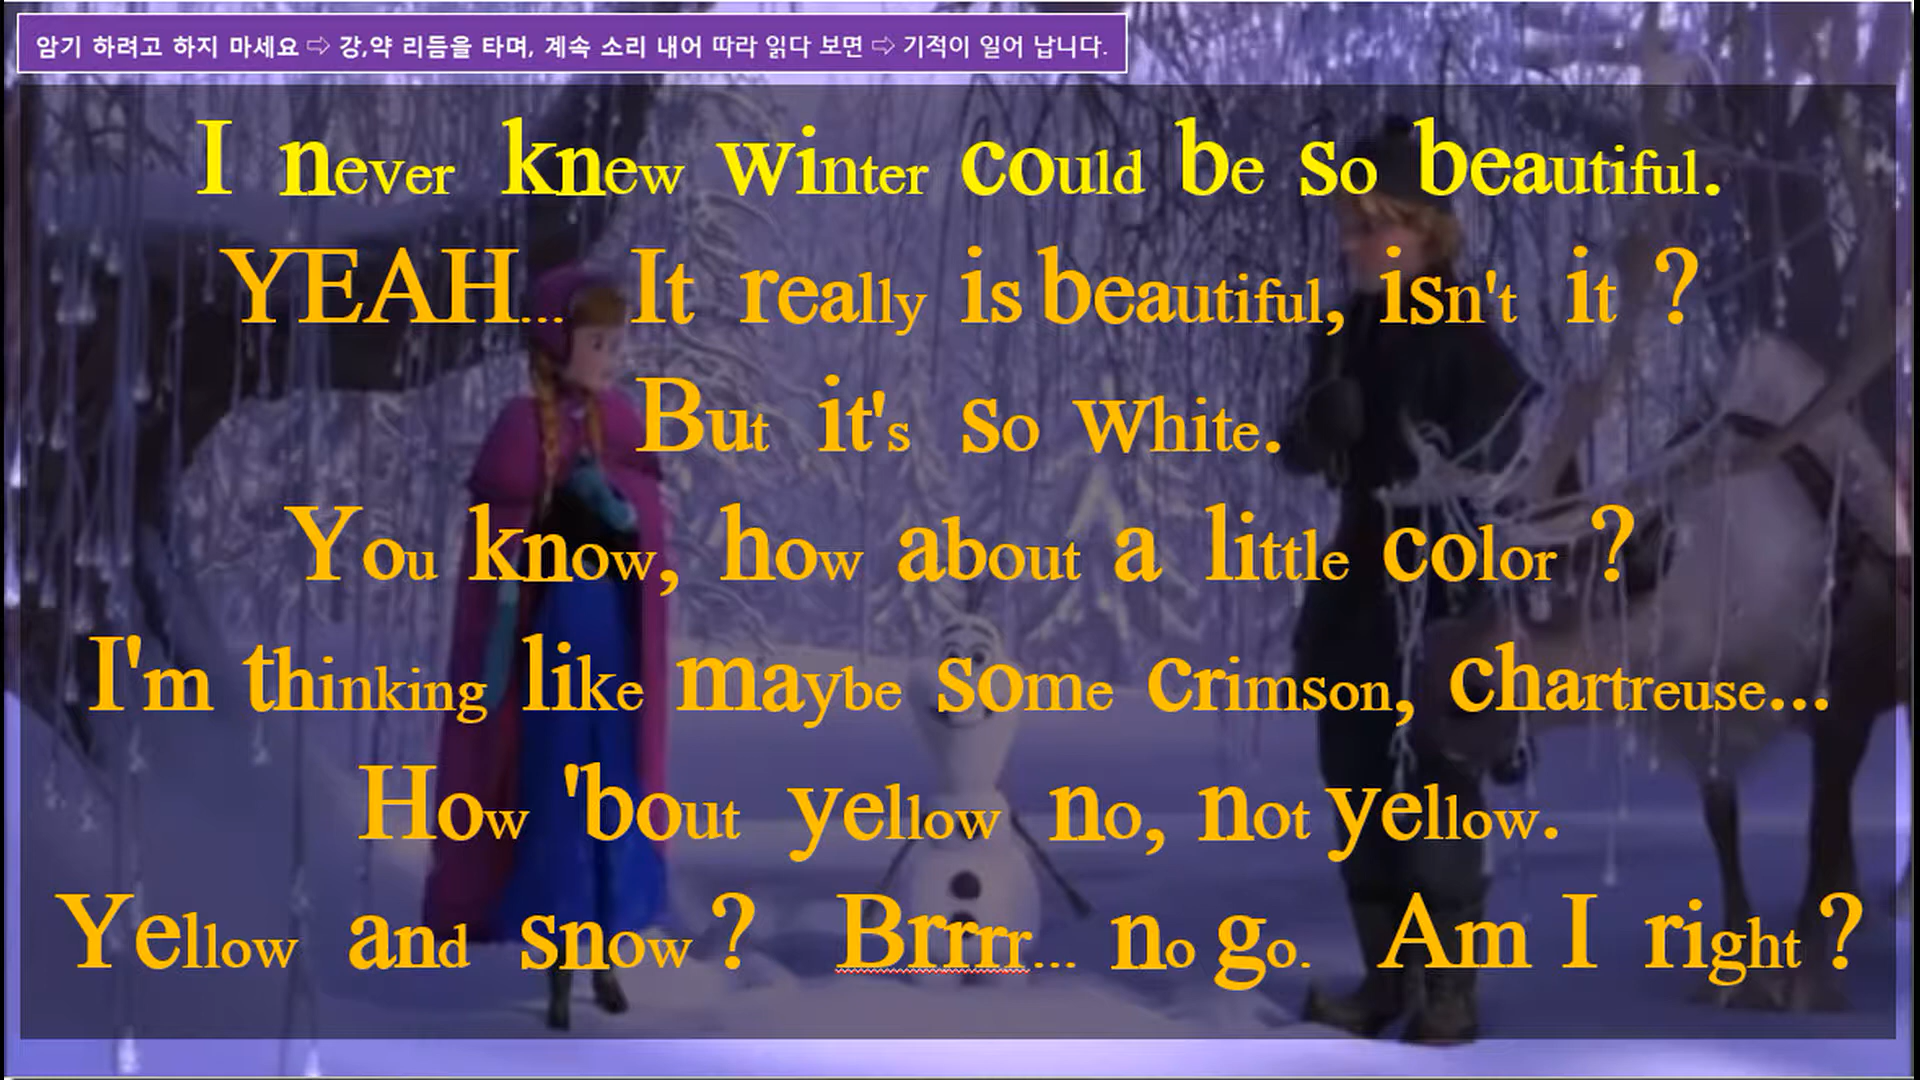 암기 하려고 하지 마세요 ⇨ 강,약 리듬을 타며, 계속 소리 내어 따라 읽다 보면 ⇨ 기적이 일어 납니다.
I never knew winter could be so beautiful.
YEAH... It really is beautiful, isn't it ?
But it's so white.
You know, how about a little color ?
I'm thinking like maybe some crimson, chartreuse...
How 'bout yellow no, not yellow.
Yellow and snow ? Brrrr... no go. Am I right ?